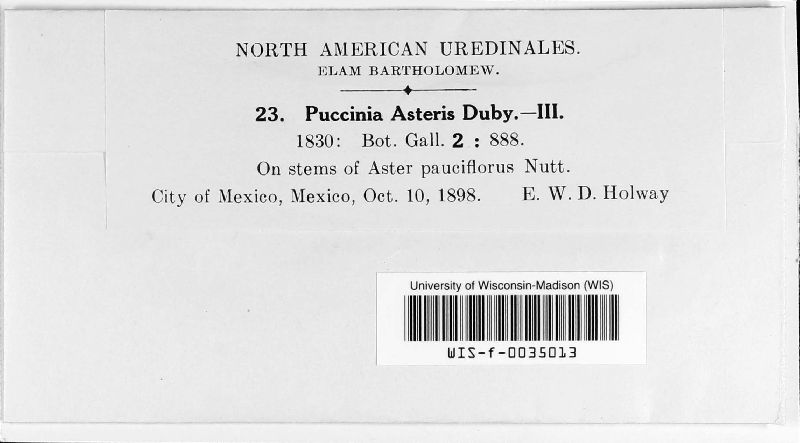 NORTH AMERICAN UREDINALES.
ELAM BARTHOLOMEW.
23. Puccinia Asteris Duby.—III.
1830: Bot. Gall. 2 : 888.
On stems of Aster pauciflorus Nutt.
City of Mexico, Mexico, Oct. 10, 1898. E. W. D. Holway
University of Wisconsin-Madison (WIS)
WIS-f-0035013